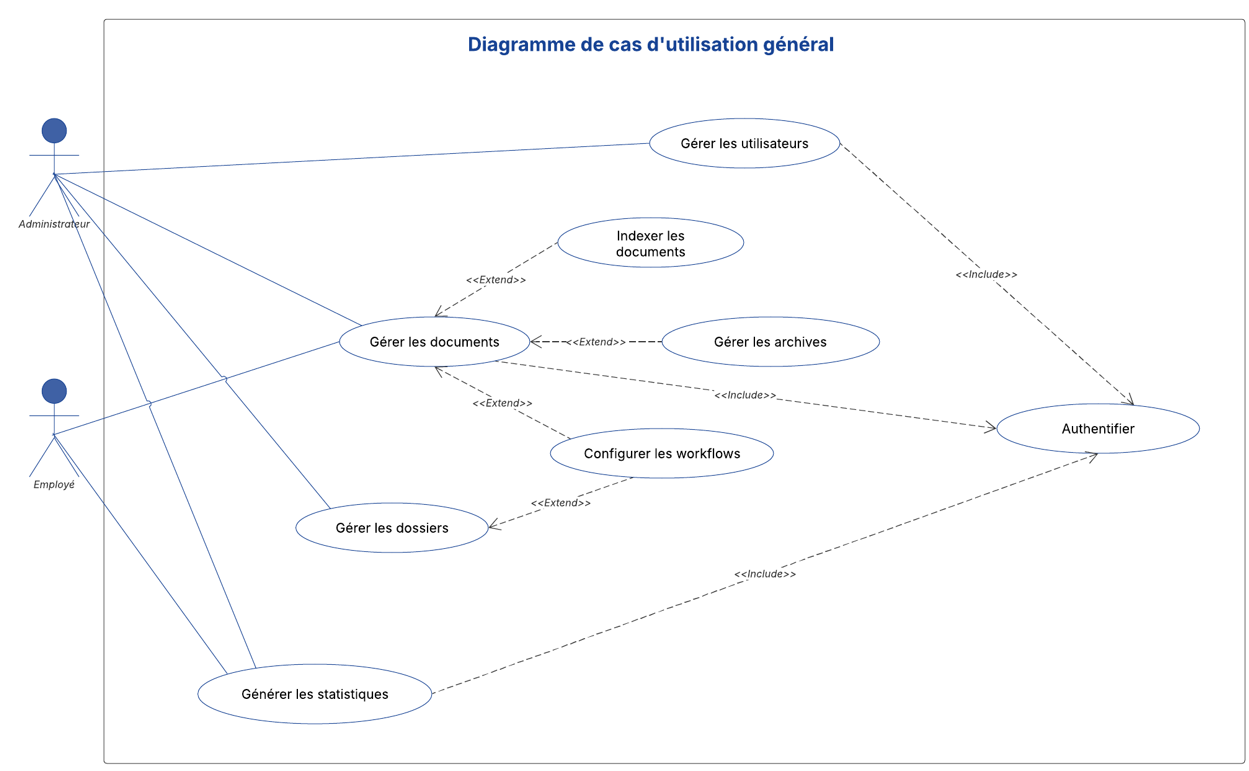 Diagramme de cas d'utilisation général
Gérer les utilisateurs
Administrateur
Indexer les
documents
<<Include>>
<<Extend>>
Gérer les documents
<<Extend>>
Gérer les archives
<<Include>>
<<Extend>>
Authentifier
Configurer les workflows
Employé
<<Extend>>
Gérer les dossiers
<<Include>>
Générer les statistiques